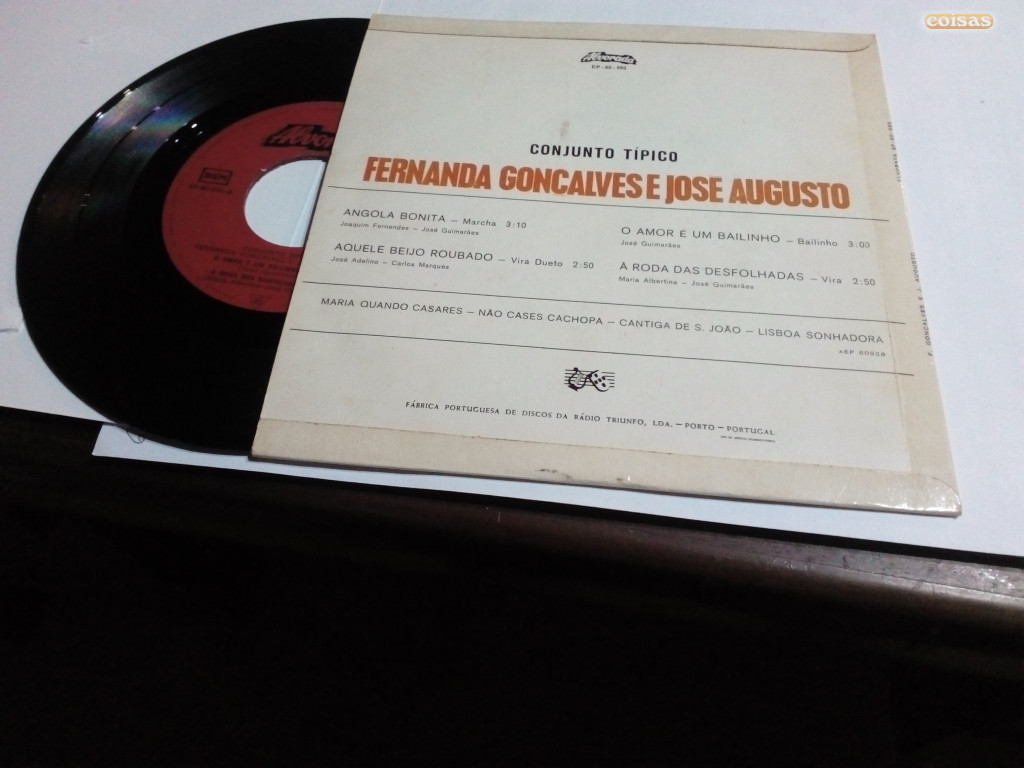 coisas
Alvorada
CONJUNTO TÍPICO
FERNANDA GONCALVES E JOSE AUGUSTO
ANGOLA BONITA – Marcha 3:10
Joaquim Fernandes – José Guimarães
AQUELE BEIJO ROUBADO – Vira Dueto 2:50
José Adelino – Carlos Marques
O AMOR É UM BAILINHO – Bailinho 3:00
José Guimarães
À RODA DAS DESFOLHADAS – Vira 2:50
Maria Albertina – José Guimarães
MARIA QUANDO CASARES – NÃO CASES CACHOPA – CANTIGA DE S. JOÃO – LISBOA SONHADORA
FÁBRICA PORTUGUESA DE DISCOS DA RÁDIO TRIUNFO, LDA. – PORTO – PORTUGAL
F. GONCALVES E J. AUGUSTO